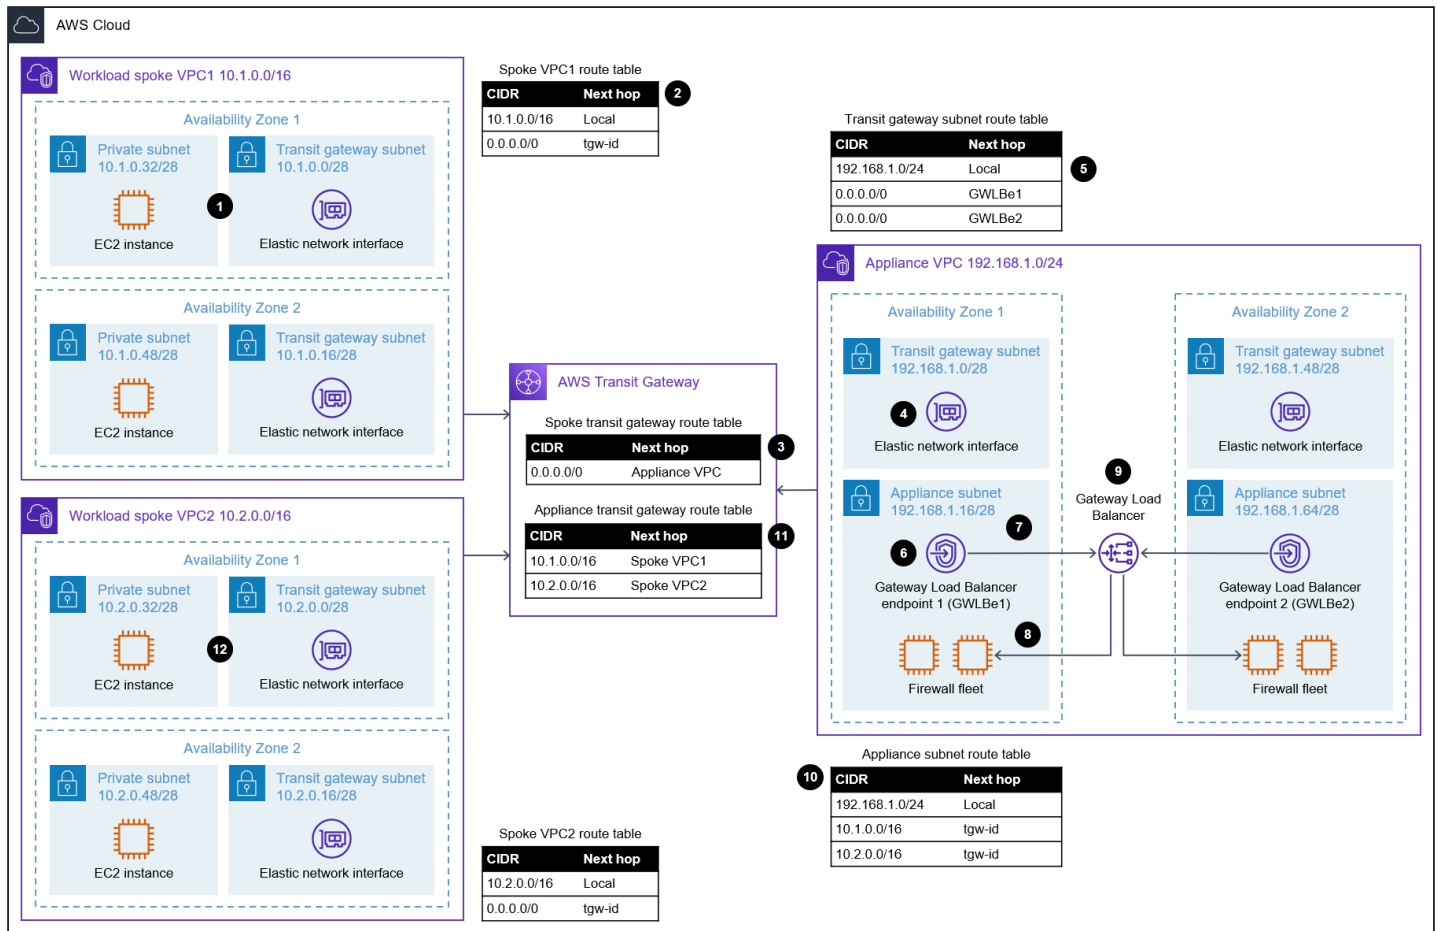 AWS Cloud
Workload spoke VPC1 10.1.0.0/16
Availability Zone 1
Private subnet
10.1.0.32/28
EC2 instance
1
Transit gateway subnet
10.1.0.0/28
Elastic network interface
Availability Zone 2
Private subnet
10.1.0.48/28
EC2 instance
Transit gateway subnet
10.1.0.16/28
Elastic network interface
Workload spoke VPC2 10.2.0.0/16
Availability Zone 1
Private subnet
10.2.0.32/28
EC2 instance
12
Transit gateway subnet
10.2.0.0/28
Elastic network interface
Availability Zone 2
Private subnet
10.2.0.48/28
EC2 instance
Transit gateway subnet
10.2.0.16/28
Elastic network interface
Spoke VPC1 route table
CIDR Next hop 2
10.1.0.0/16 Local
0.0.0.0/0 tgw-id
AWS Transit Gateway
Spoke transit gateway route table
CIDR Next hop 3
0.0.0.0/0 Appliance VPC
Appliance transit gateway route table
CIDR Next hop 11
10.1.0.0/16 Spoke VPC1
10.2.0.0/16 Spoke VPC2
Spoke VPC2 route table
CIDR Next hop
10.2.0.0/16 Local
0.0.0.0/0 tgw-id
Transit gateway subnet route table
CIDR Next hop
192.168.1.0/24 Local 5
0.0.0.0/0 GWLBe1
0.0.0.0/0 GWLBe2
Appliance VPC 192.168.1.0/24
Availability Zone 1
Transit gateway subnet
192.168.1.0/28
4
Elastic network interface
Appliance subnet
192.168.1.16/28
7
6
Gateway Load Balancer
endpoint 1 (GWLBe1)
8
Firewall fleet
9
Gateway Load
Balancer
Availability Zone 2
Transit gateway subnet
192.168.1.48/28
Elastic network interface
Appliance subnet
192.168.1.64/28
Gateway Load Balancer
endpoint 2 (GWLBe2)
Firewall fleet
Appliance subnet route table
10 CIDR Next hop
192.168.1.0/24 Local
10.1.0.0/16 tgw-id
10.2.0.0/16 tgw-id